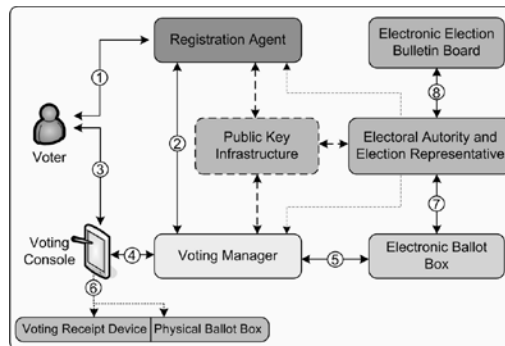 Registration Agent
Electronic Election
Bulletin Board
1
8
Voter
2
Public Key
Infrastructure
Electoral Autority and
Election Representative
3
7
Voting
Console
4
Voting Manager
5
Electronic Ballot
Box
6
Voting Receipt Device
Physical Ballot Box